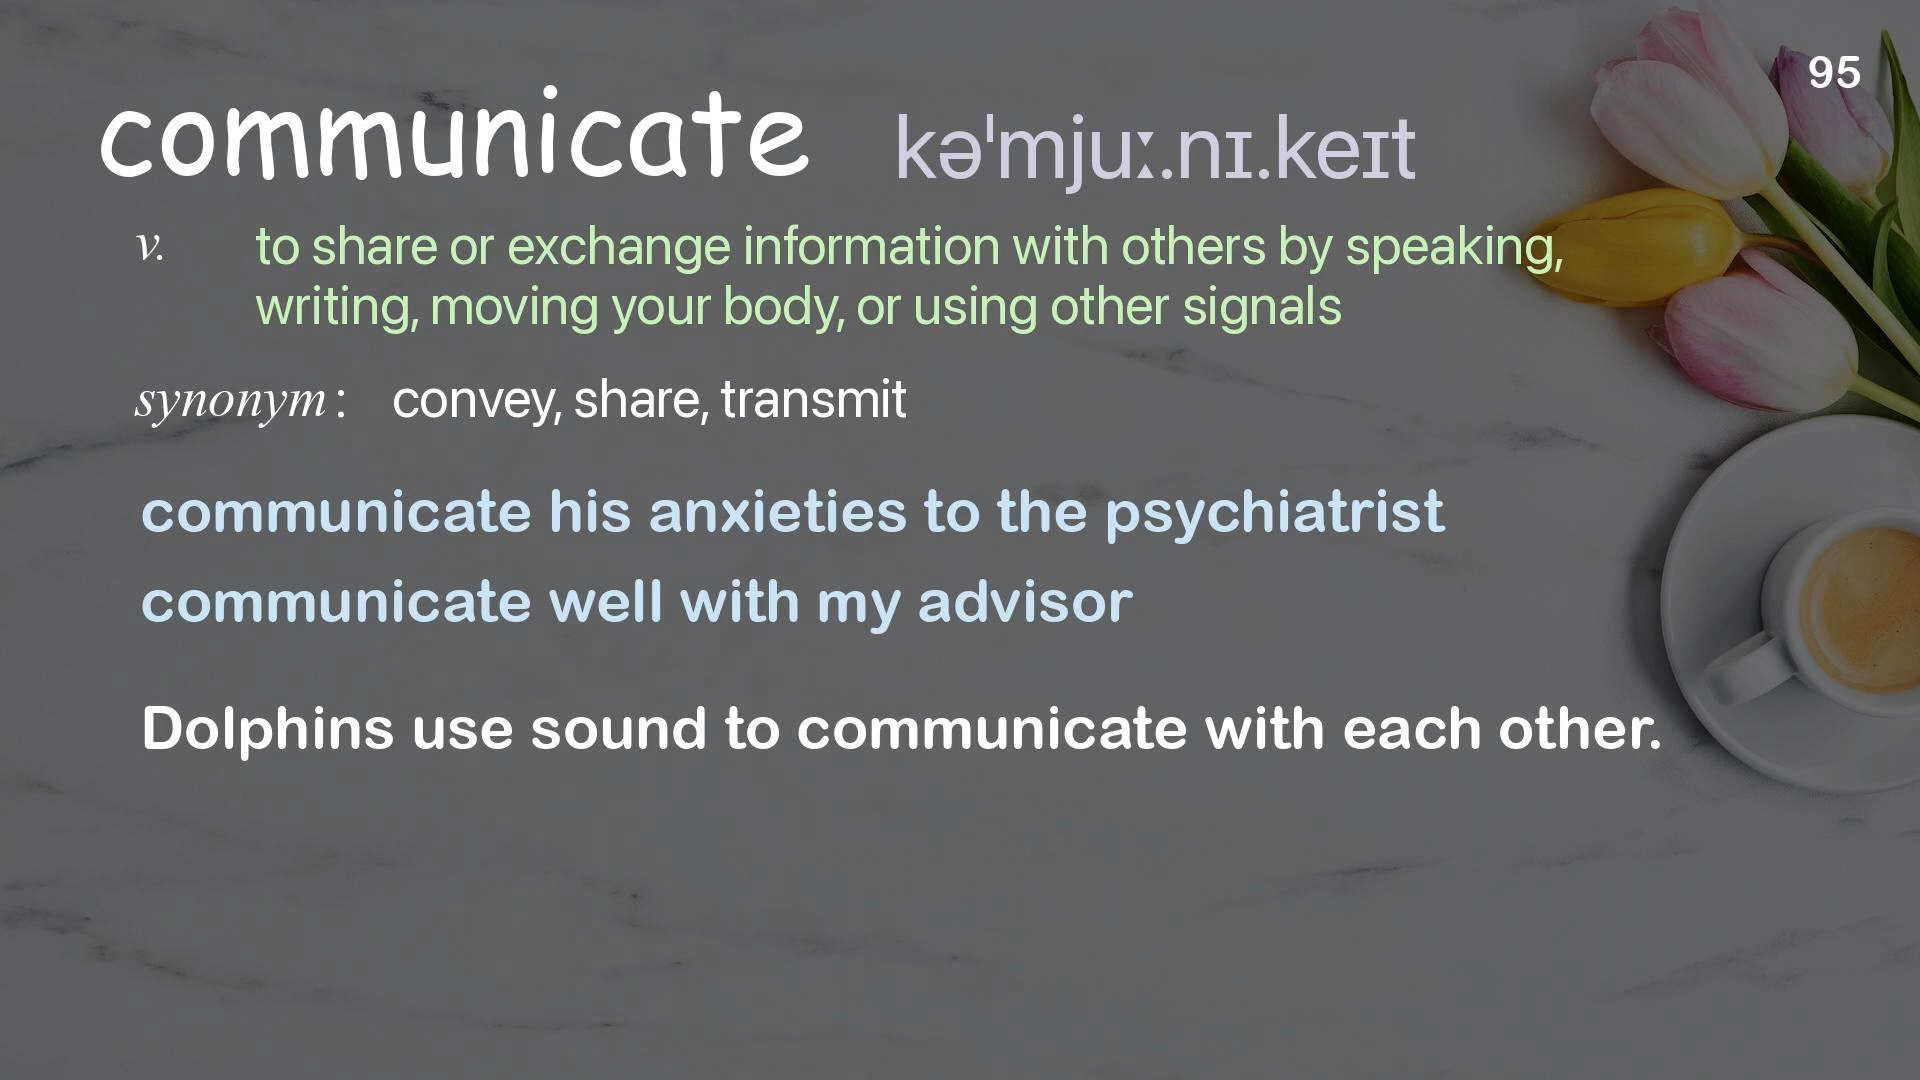 95
communicate kəˈmjuː.nɪ.keɪt
v. to share or exchange information with others by speaking,
writing, moving your body, or using other signals
synonym : convey, share, transmit
communicate his anxieties to the psychiatrist
communicate well with my advisor
Dolphins use sound to communicate with each other.